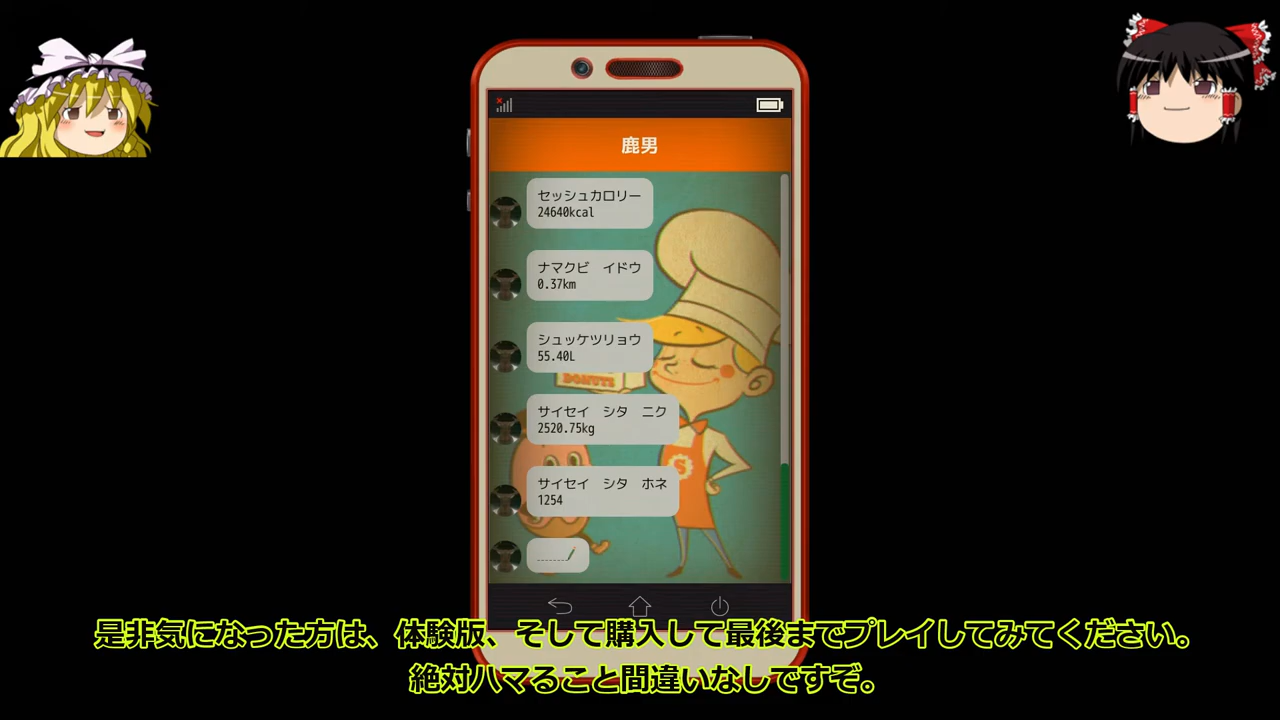 鹿男
セッシュカロリー
24640kcal
ナマクビ　イドウ
0.37km
シュッケツリョウ
55.40L
DONUTS
サイセイ　シタ　ニク
2520.75kg
S
サイセイ　シタ　ホネ
1254
是非気になった方は、体験版、そして購入して最後までプレイしてみてください。
絶対ハマること間違いなしですぞ。